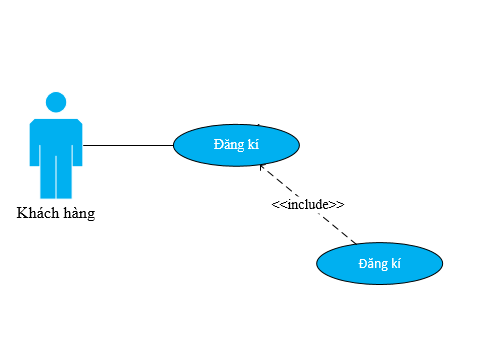 Đăng kí
Khách hàng
<<include>>
Đăng kí